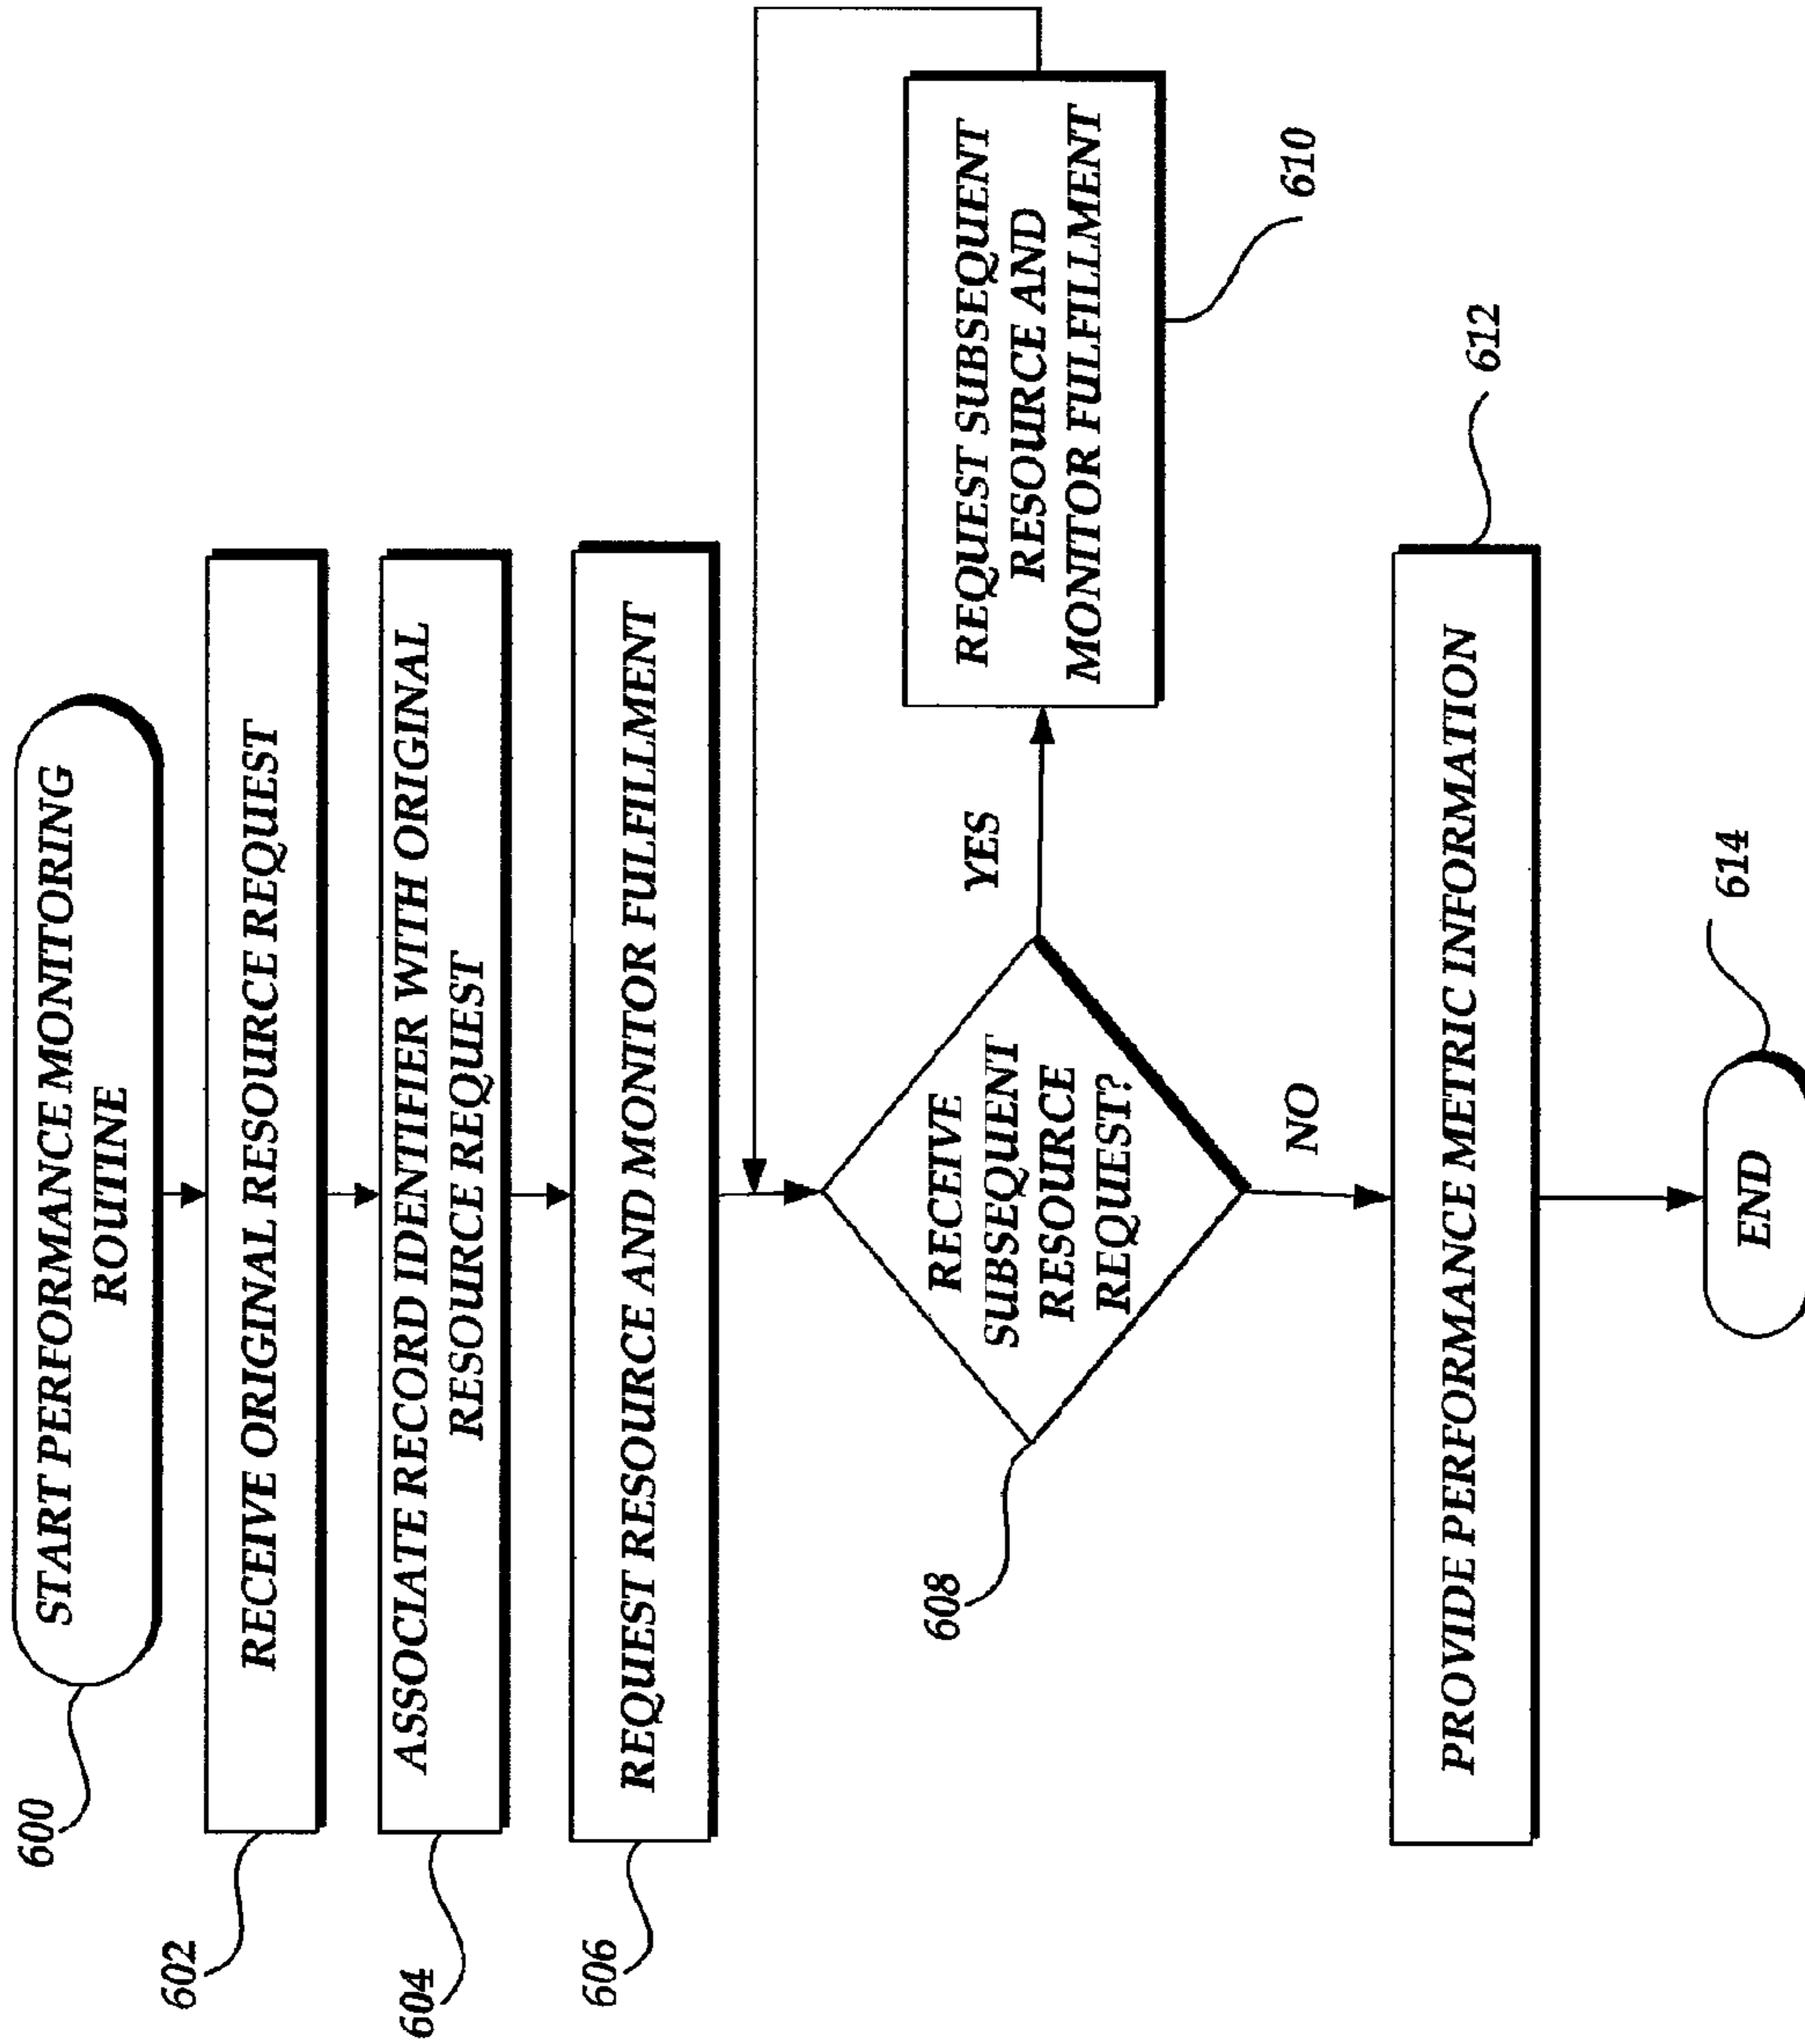 600
START PERFORMANCE MONITORING
ROUTINE
602
RECEIVE ORIGINAL RESOURCE REQUEST
604
ASSOCIATE RECORD IDENTIFIER WITH ORIGINAL
RESOURCE REQUEST
606
REQUEST RESOURCE AND MONITOR FULFILLMENT
608
RECEIVE
SUBSEQUENT
RESOURCE
REQUEST?
YES
REQUEST SUBSEQUENT
RESOURCE AND
MONITOR FULFILLMENT
610
NO
PROVIDE PERFORMANCE METRIC INFORMATION
612
END
614